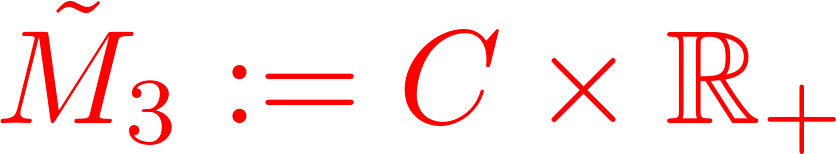 M̃₃ := C × ℝ₊